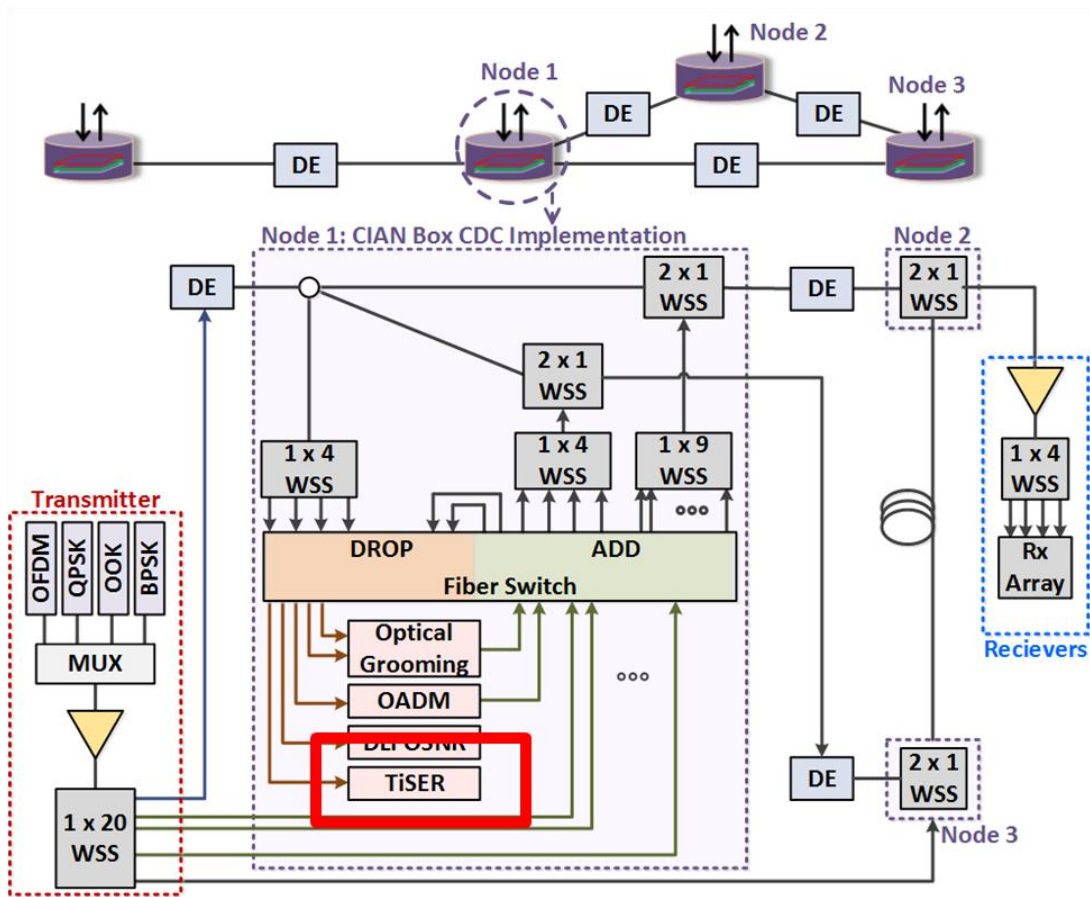 Node 2
Node 1
Node 3
DE
DE
DE
DE
Node 1: CIAN Box CDC Implementation
Node 2
DE
2 x 1
WSS
DE
2 x 1
WSS
2 x 1
WSS
1 x 4
WSS
1 x 4
WSS
1 x 9
WSS
1 x 4
WSS
Transmitter
OFDM
QPSK
OOK
BPSK
DROP
ADD
Fiber Switch
Rx
Array
Optical
Grooming
MUX
Recievers
OADM
TiSER
DE
2 x 1
WSS
1 x 20
WSS
Node 3